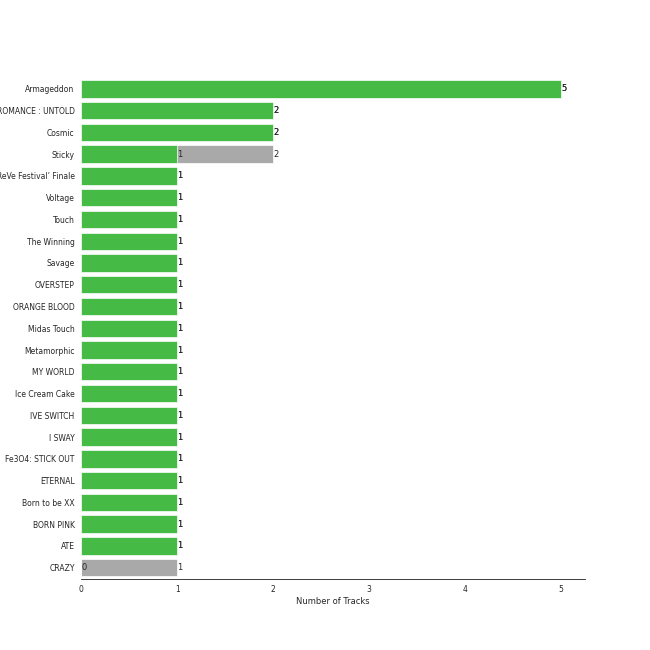 Armageddon 5
ROMANCE : UNTOLD 2
Cosmic 2
Sticky 1 2
ReVe Festival' Finale 1
Voltage 1
Touch 1
The Winning 1
Savage 1
OVERSTEP 1
ORANGE BLOOD 1
Midas Touch 1
Metamorphic 1
MY WORLD 1
Ice Cream Cake 1
IVE SWITCH 1
I SWAY 1
Fe3O4: STICK OUT 1
ETERNAL 1
Born to be XX 1
BORN PINK 1
ATE 1
CRAZY 0 1
0 1 2 3 4 5
Number of Tracks